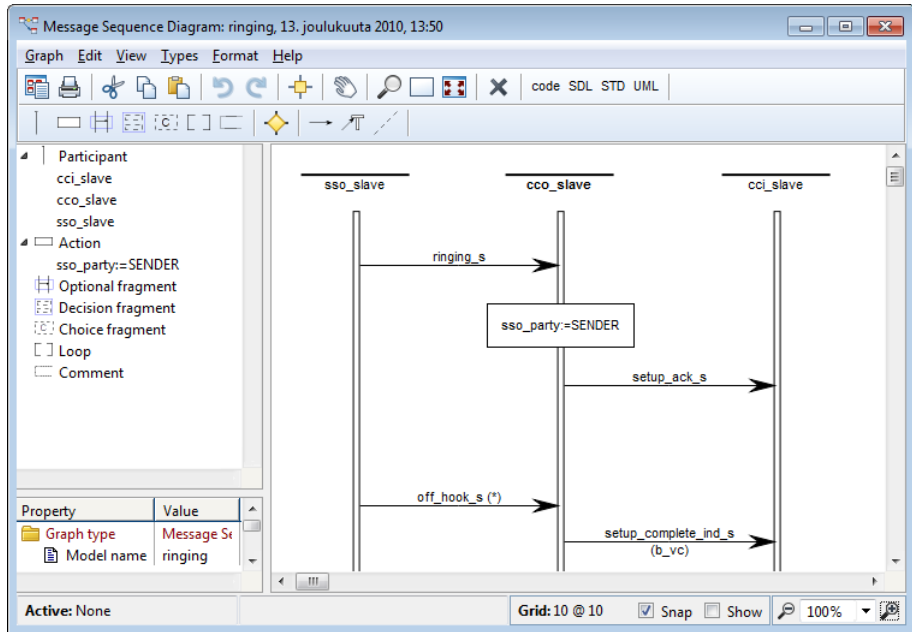 Message Sequence Diagram: ringing, 13. joulukuuta 2010, 13:50
Graph Edit View Types Format Help
code SDL STD UML
Participant
cci_slave
cco_slave
sso_slave
Action
sso_party:=SENDER
Optional fragment
Decision fragment
Choice fragment
Loop
Comment
Property Value
Graph type Message Se
Model name ringing
sso_slave cco_slave cci_slave
ringing_s
sso_party:=SENDER
setup_ack_s
off_hook_s (*)
setup_complete_ind_s
(b_vc)
Active: None Grid: 10 @ 10 Snap Show 100%